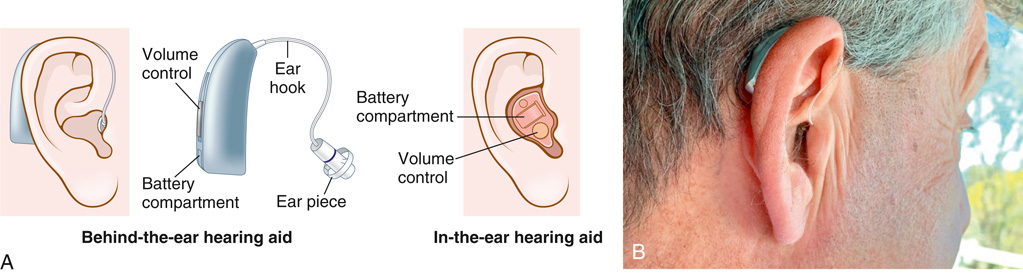 Volume
control
Ear
hook
Battery
compartment
Ear piece
Behind-the-ear hearing aid
Battery
compartment
Volume
control
In-the-ear hearing aid
A
B